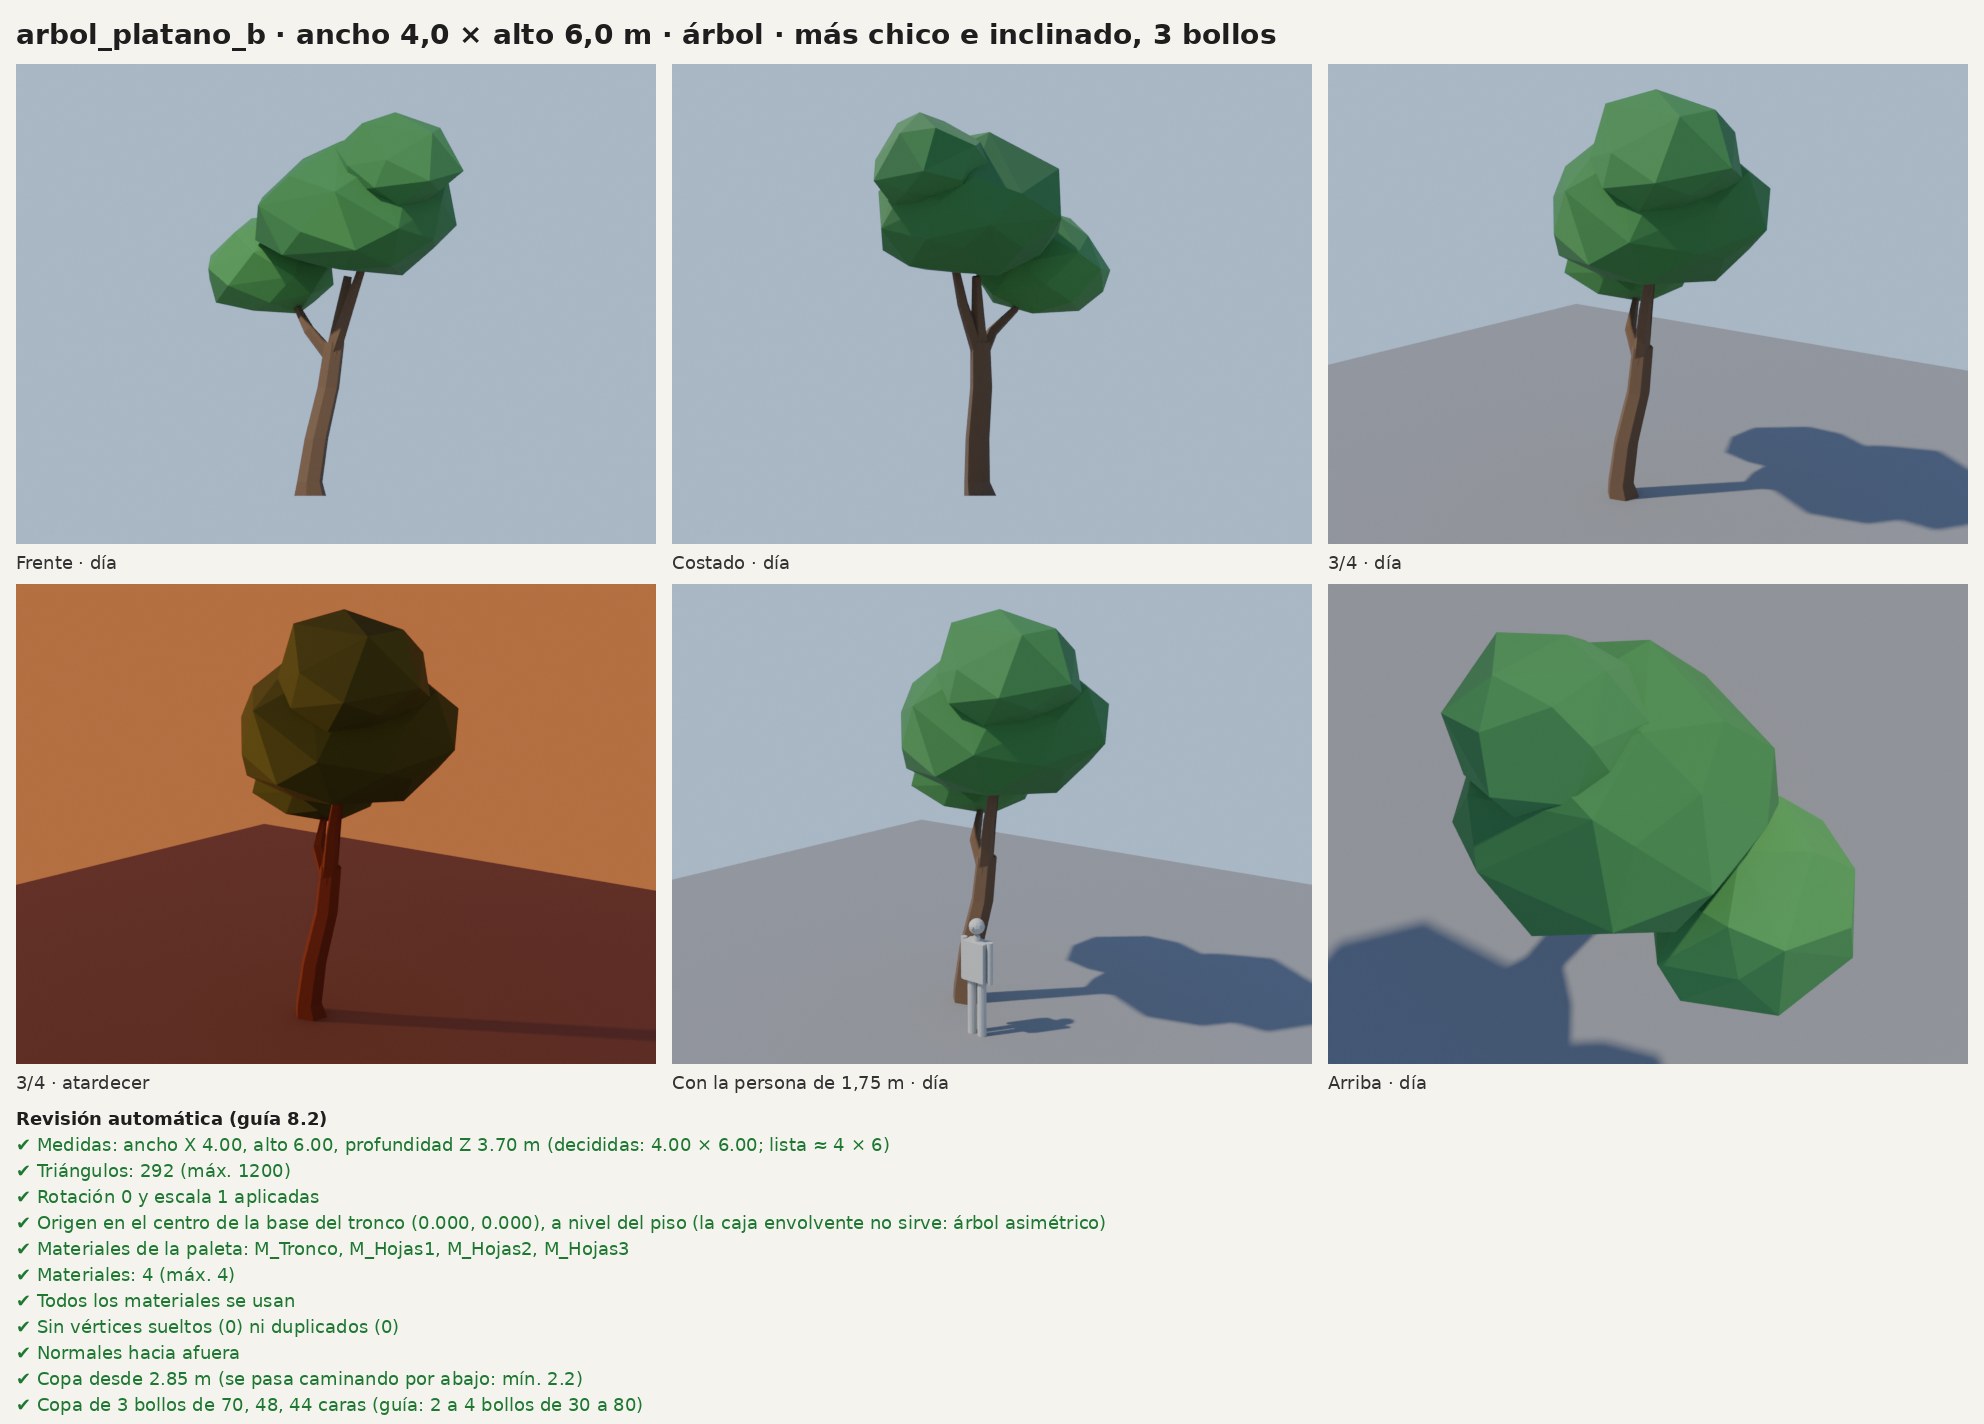 arbol_platano_b · ancho 4,0 × alto 6,0 m · árbol · más chico e inclinado, 3 bollos
Frente · día
Costado · día
3/4 · día
3/4 · atardecer
Con la persona de 1,75 m · día
Arriba · día
Revisión automática (guía 8.2)
✔ Medidas: ancho X 4.00, alto 6.00, profundidad Z 3.70 m (decididas: 4.00 × 6.00; lista ≈ 4 × 6)
✔ Triángulos: 292 (máx. 1200)
✔ Rotación 0 y escala 1 aplicadas
✔ Origen en el centro de la base del tronco (0.000, 0.000), a nivel del piso (la caja envolvente no sirve: árbol asimétrico)
✔ Materiales de la paleta: M_Tronco, M_Hojas1, M_Hojas2, M_Hojas3
✔ Materiales: 4 (máx. 4)
✔ Todos los materiales se usan
✔ Sin vértices sueltos (0) ni duplicados (0)
✔ Normales hacia afuera
✔ Copa desde 2.85 m (se pasa caminando por abajo: mín. 2.2)
✔ Copa de 3 bollos de 70, 48, 44 caras (guía: 2 a 4 bollos de 30 a 80)